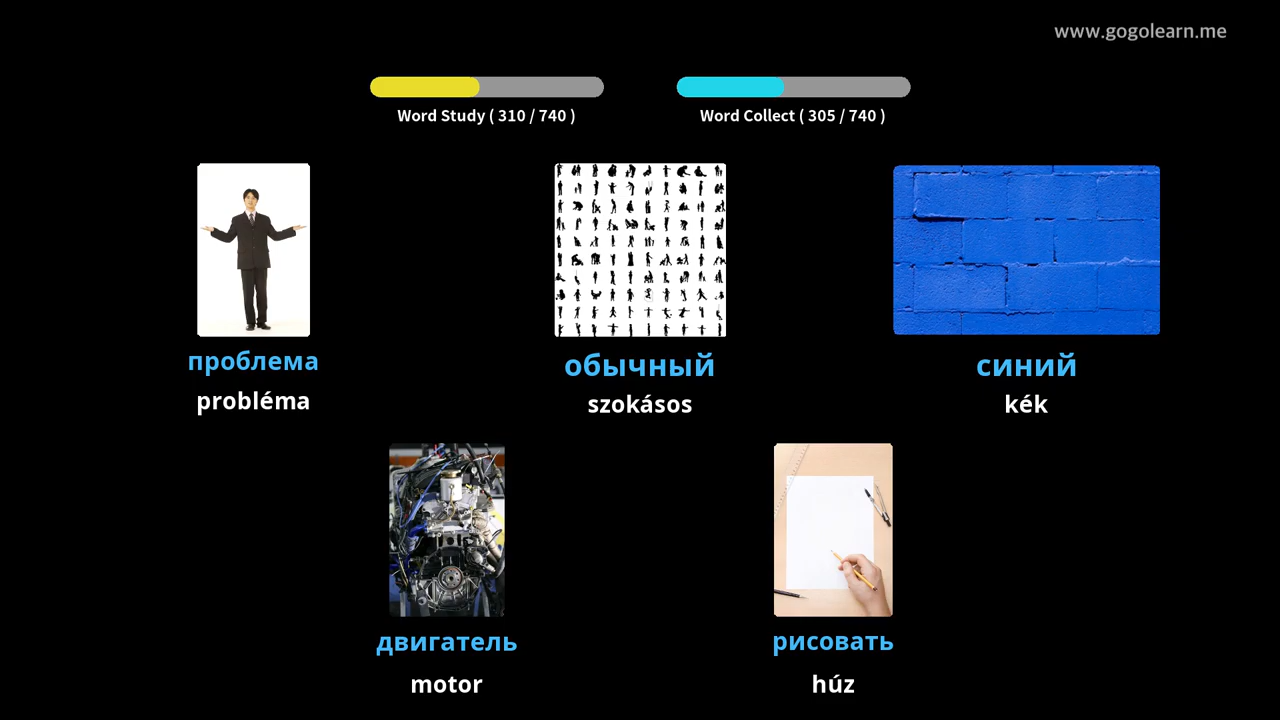 www.gogolearn.me
Word Study ( 310 / 740 )
Word Collect ( 305 / 740 )
проблема
probléma
обычный
szokásos
синий
kék
двигатель
motor
рисовать
húz